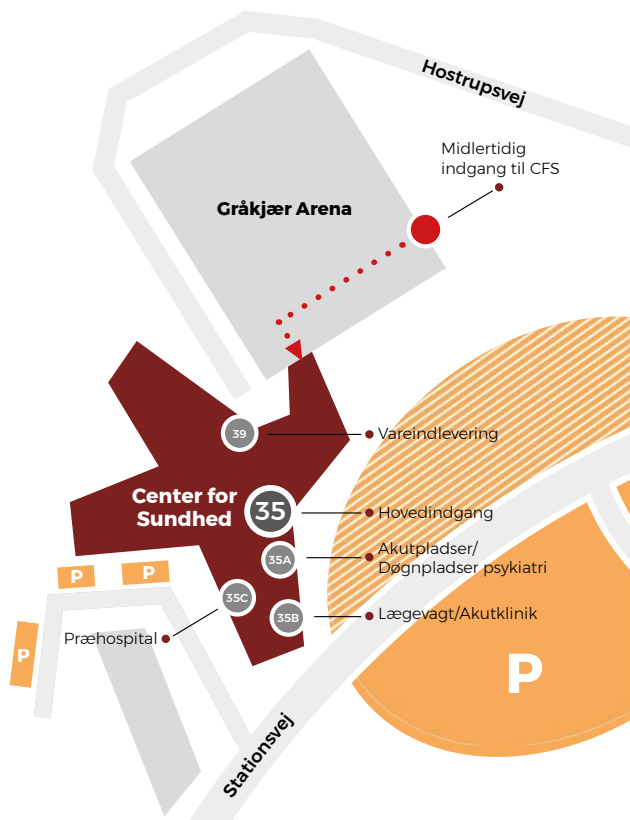 Hostrupsvej
Midlertidig
indgang til CFS
Gråkjær Arena
39
Vareindlevering
Center for
Sundhed
35
Hovedindgang
35A
Akutpladser/
Døgnpladser psykiatri
P
P
35C
35B
Lægevagt/Akutklinik
Præhospital
P
P
Stationsvej